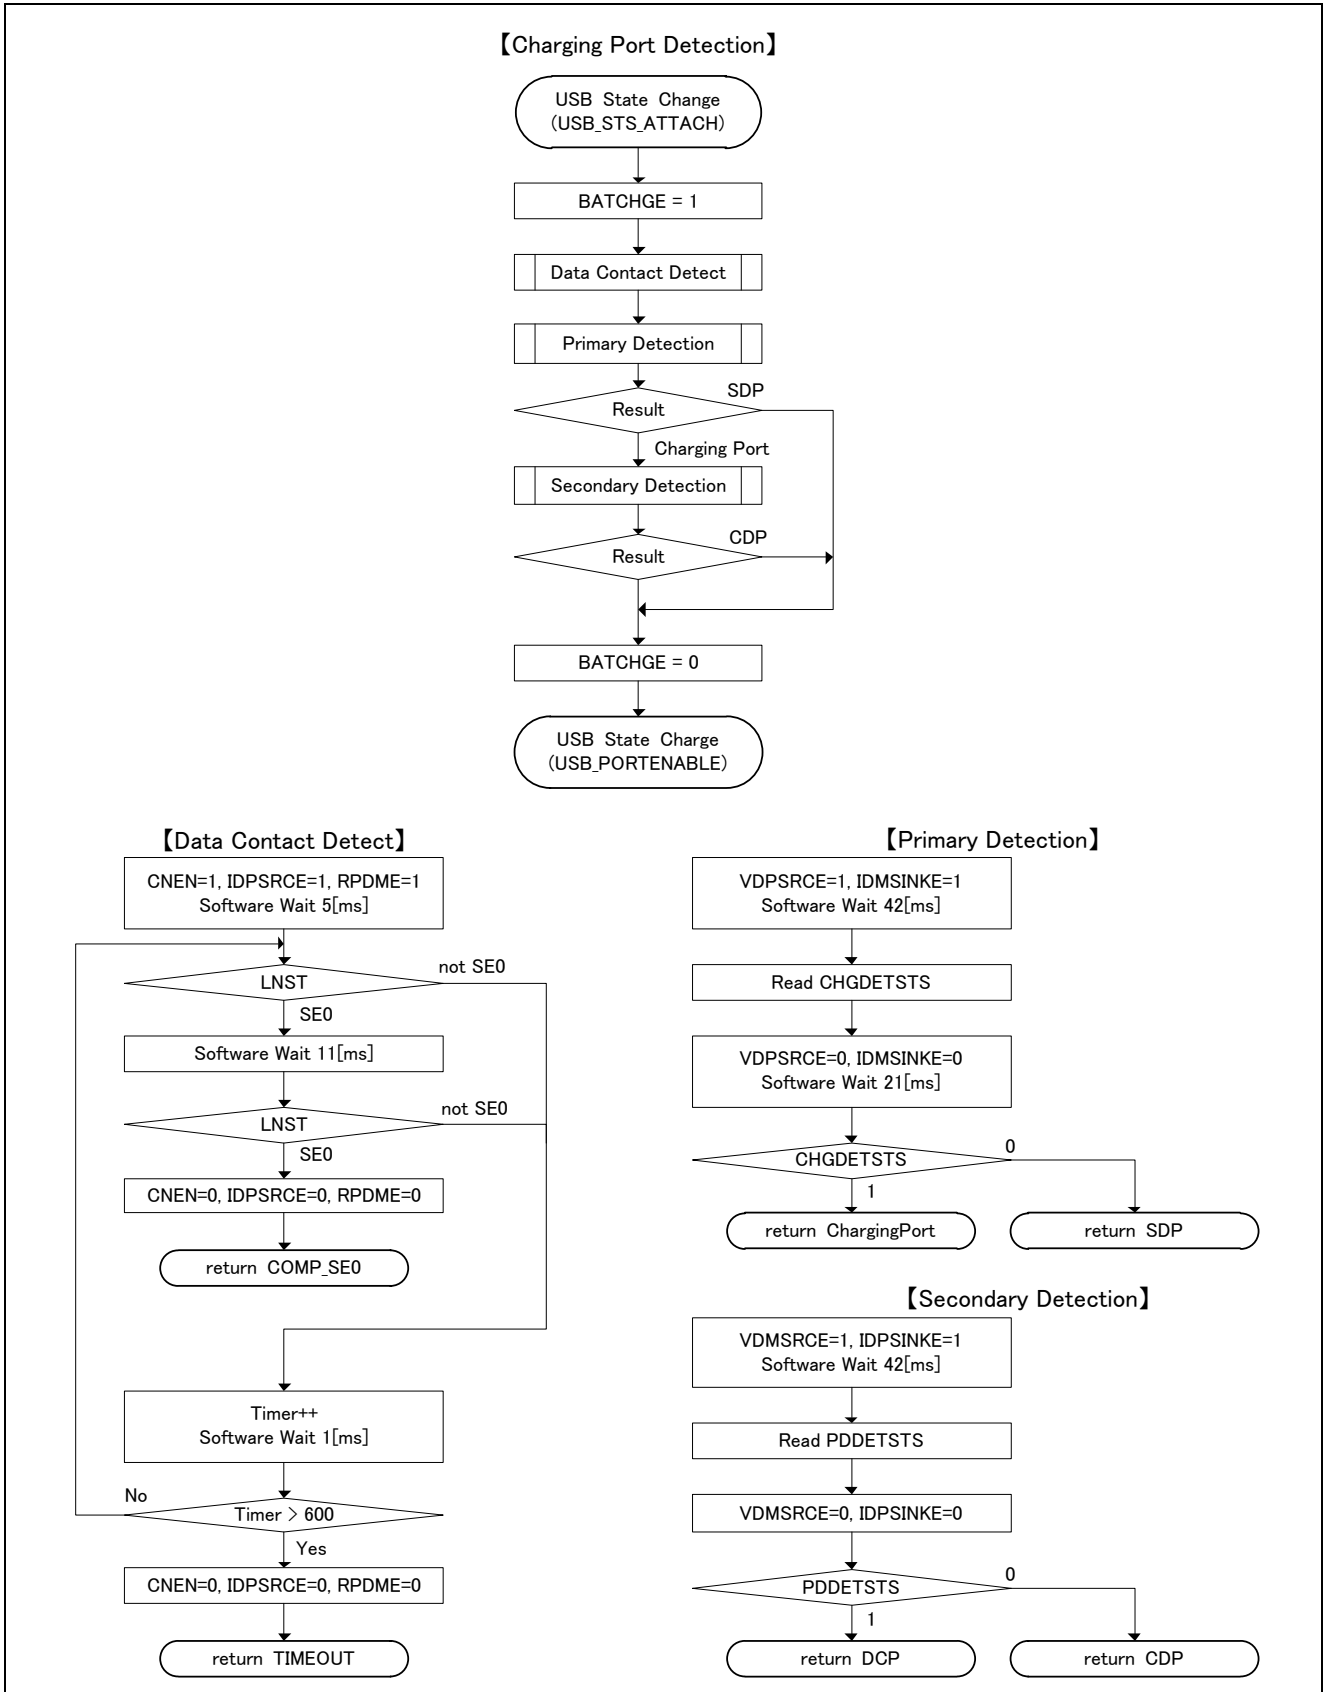 【Charging Port Detection】
USB State Change
(USB_STS_ATTACH)
BATCHGE = 1
Data Contact Detect
Primary Detection
SDP
Result
Charging Port
Secondary Detection
CDP
Result
BATCHGE = 0
USB State Charge
(USB_PORTENABLE)
【Data Contact Detect】
CNEN=1, IDPSRCE=1, RPDME=1
Software Wait 5[ms]
not SE0
LNST
SE0
Software Wait 11[ms]
not SE0
LNST
SE0
CNEN=0, IDPSRCE=0, RPDME=0
return COMP_SE0
Timer++
Software Wait 1[ms]
No
Timer > 600
Yes
CNEN=0, IDPSRCE=0, RPDME=0
return TIMEOUT
【Primary Detection】
VDPSRCE=1, IDMSINKE=1
Software Wait 42[ms]
Read CHGDETSTS
VDPSRCE=0, IDMSINKE=0
Software Wait 21[ms]
0
CHGDETSTS
1
return ChargingPort
return SDP
【Secondary Detection】
VDMSRCE=1, IDPSINKE=1
Software Wait 42[ms]
Read PDDETSTS
VDMSRCE=0, IDPSINKE=0
0
PDDETSTS
1
return DCP
return CDP